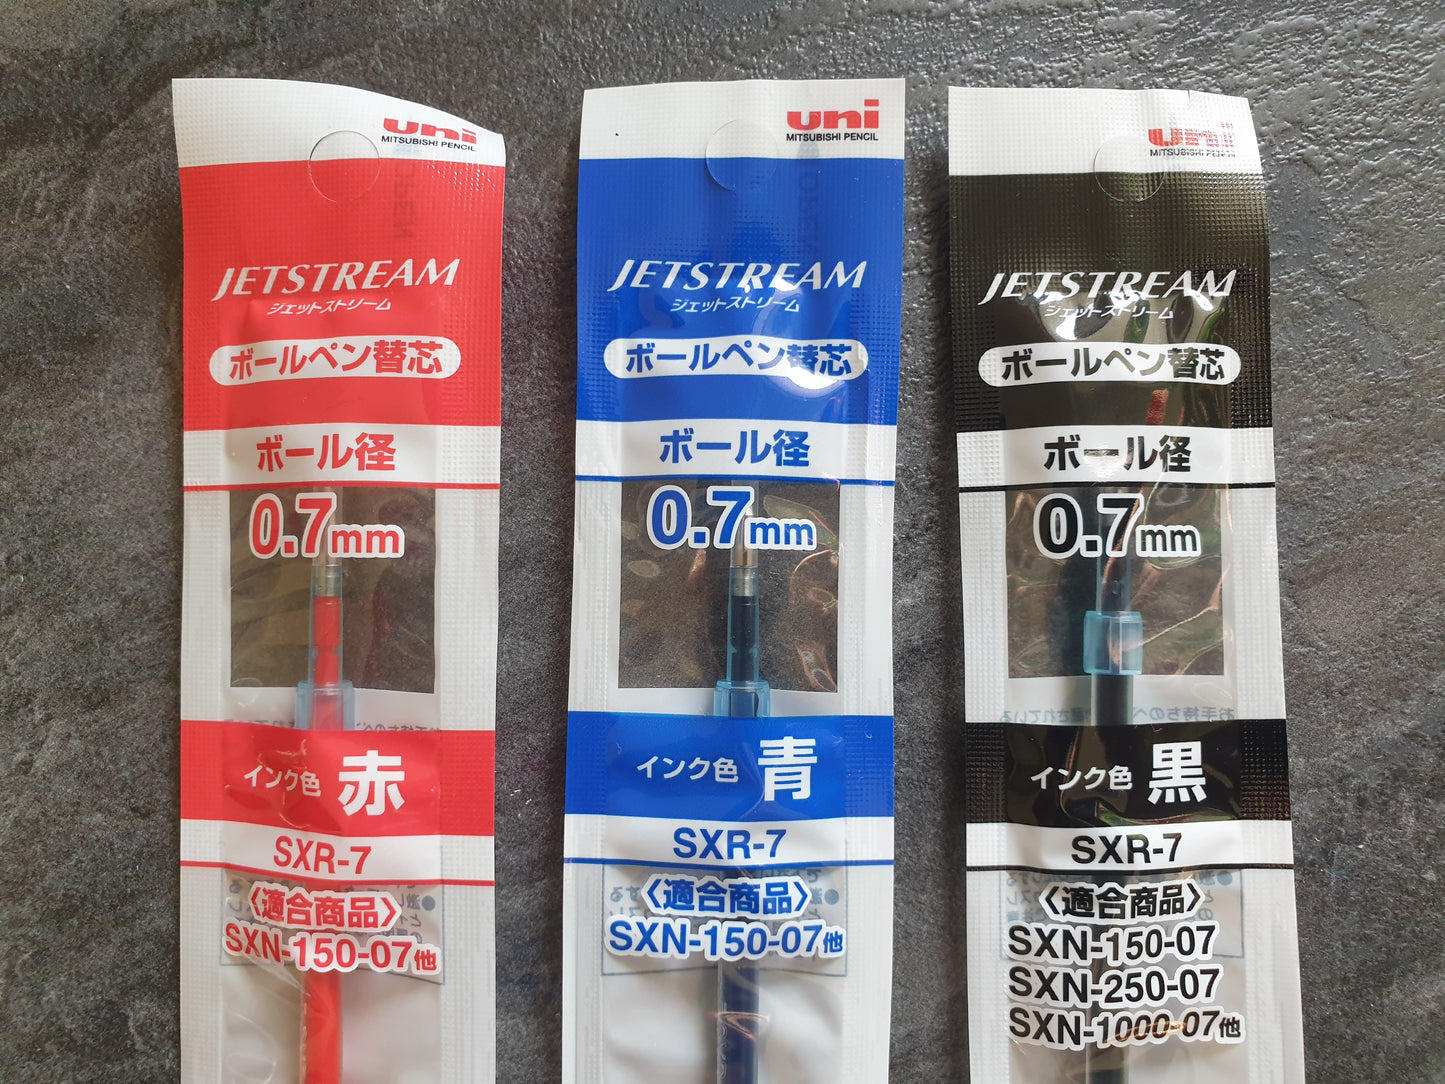 uni
MITSUBISHI PENCIL
JETSTREAM
ジェットストリーム
ボールペン替芯
ボール径
0.7mm
インク色 赤
SXR-7
〈適合商品〉
SXN-150-07他
uni
MITSUBISHI PENCIL
OPEN
JETSTREAM
ジェットストリーム
ボールペン替芯
ボール径
0.7mm
インク色 青
SXR-7
〈適合商品〉
SXN-150-07他
uni
MITSUBISHI PENCIL
JETSTREAM
ジェットストリーム
ボールペン替芯
ボール径
0.7mm
インク色 黒
SXR-7
〈適合商品〉
SXN-150-07
SXN-250-07
SXN-1000-07他